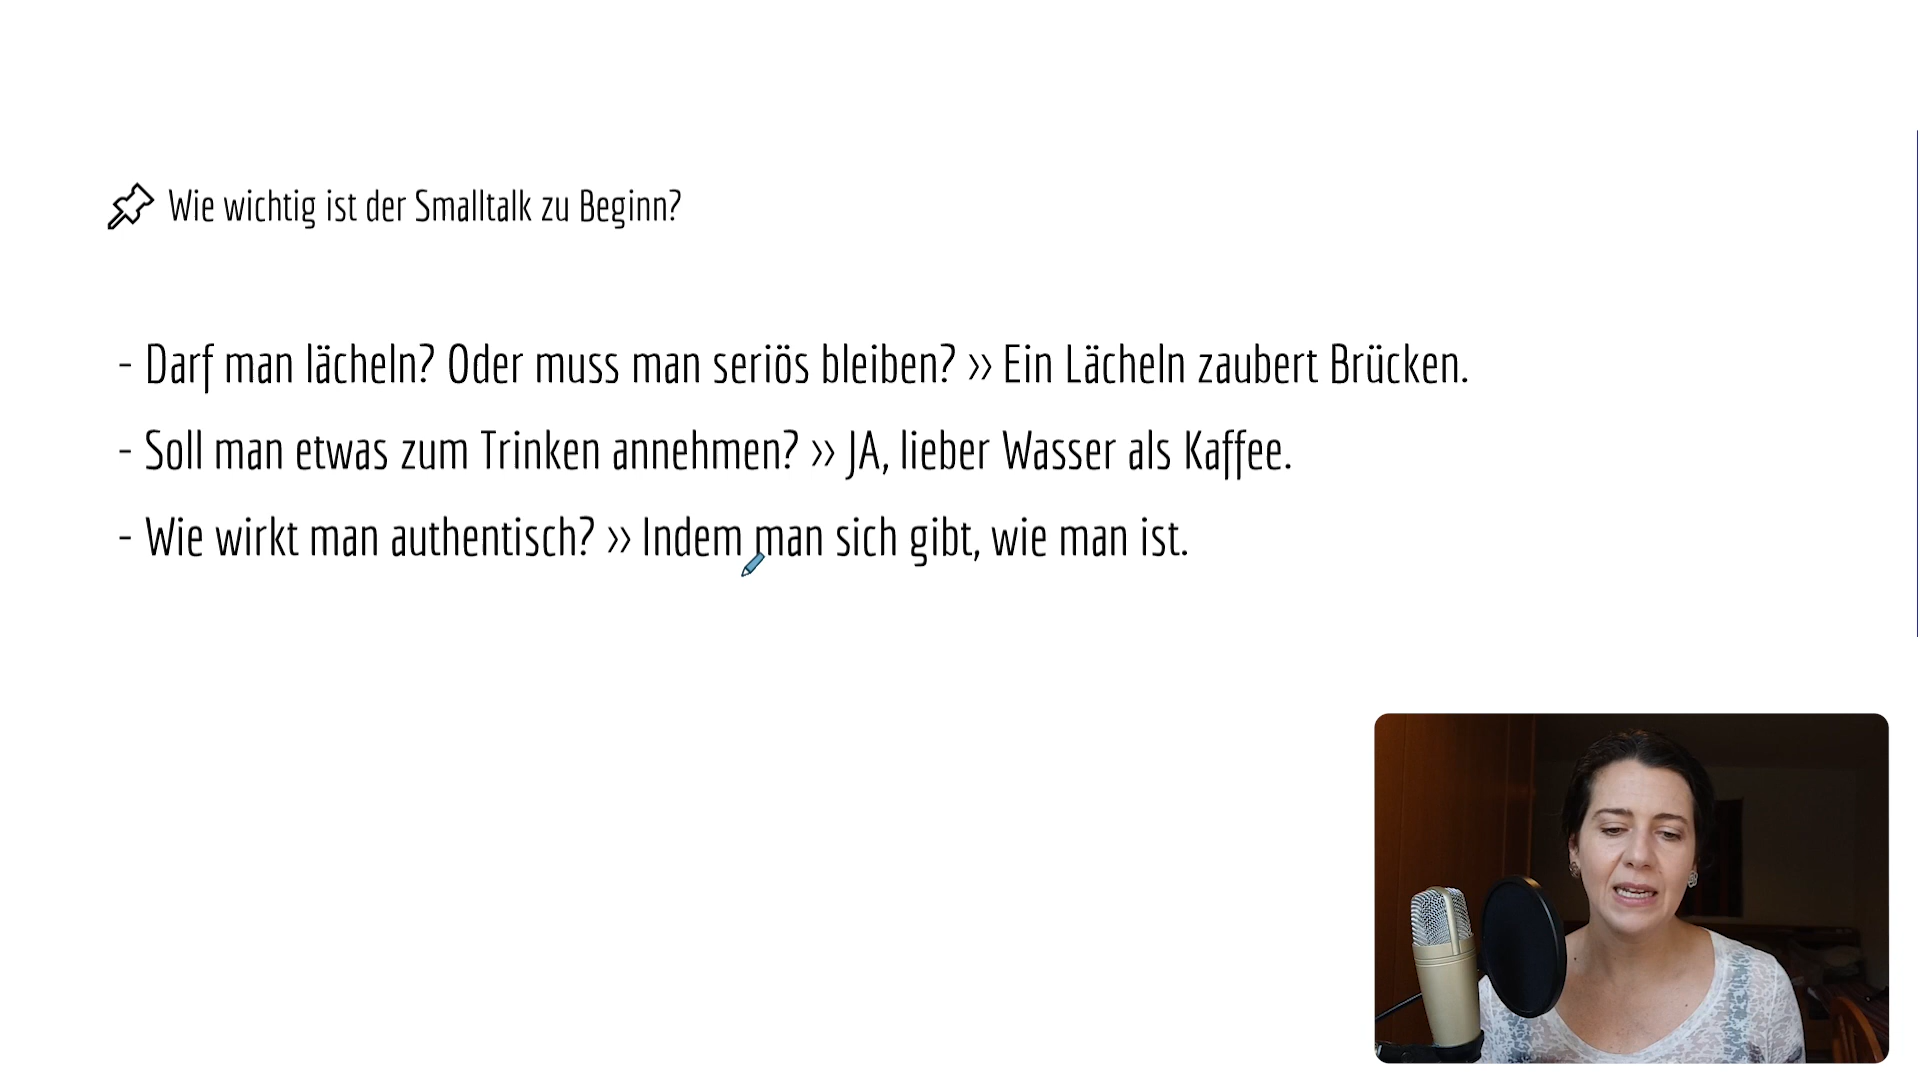 Wie wichtig ist der Smalltalk zu Beginn?
- Darf man lächeln? Oder muss man seriös bleiben? >> Ein Lächeln zaubert Brücken.
- Soll man etwas zum Trinken annehmen? >> JA, lieber Wasser als Kaffee.
- Wie wirkt man authentisch? >> Indem man sich gibt, wie man ist.